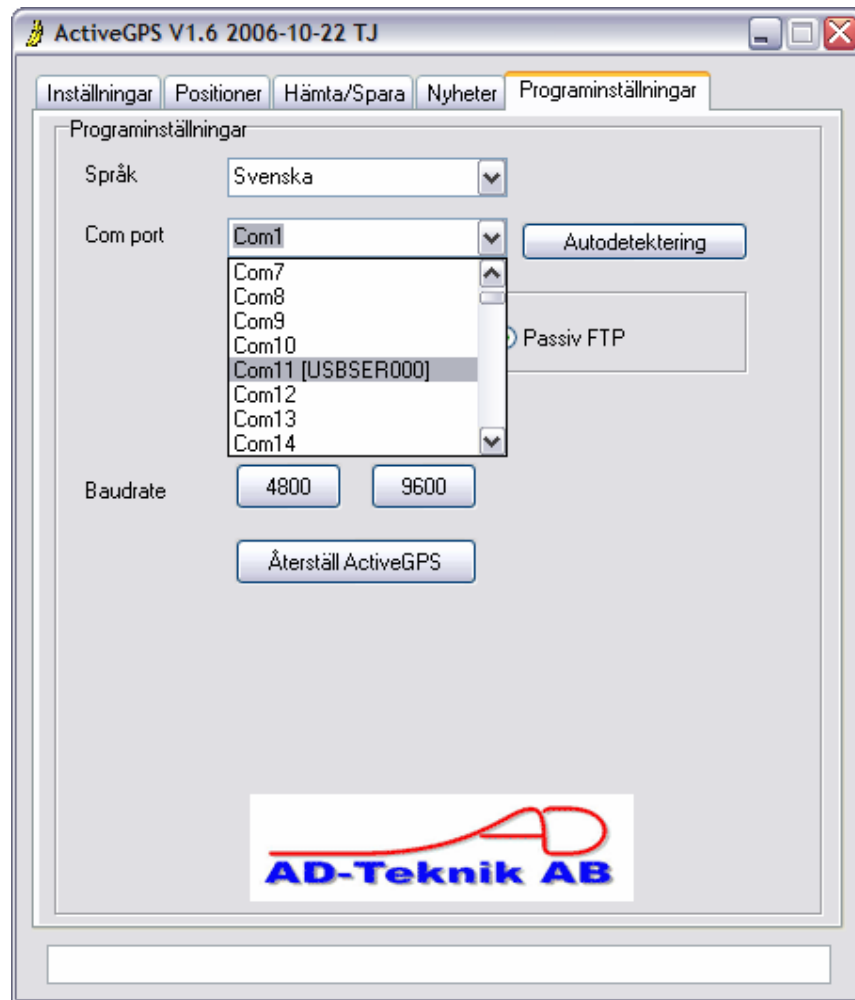 ActiveGPS V1.6 2006-10-22 TJ
Inställningar Positioner Hämta/Spara Nyheter Programinställningar
Programinställningar
Språk Svenska
Com port Com1 Autodetektering
Com7
Com8
Com9
Com10
Passiv FTP
Com11 [USBSER000]
Com12
Com13
Com14
Baudrate 4800 9600
Återställ ActiveGPS
AD-Teknik AB